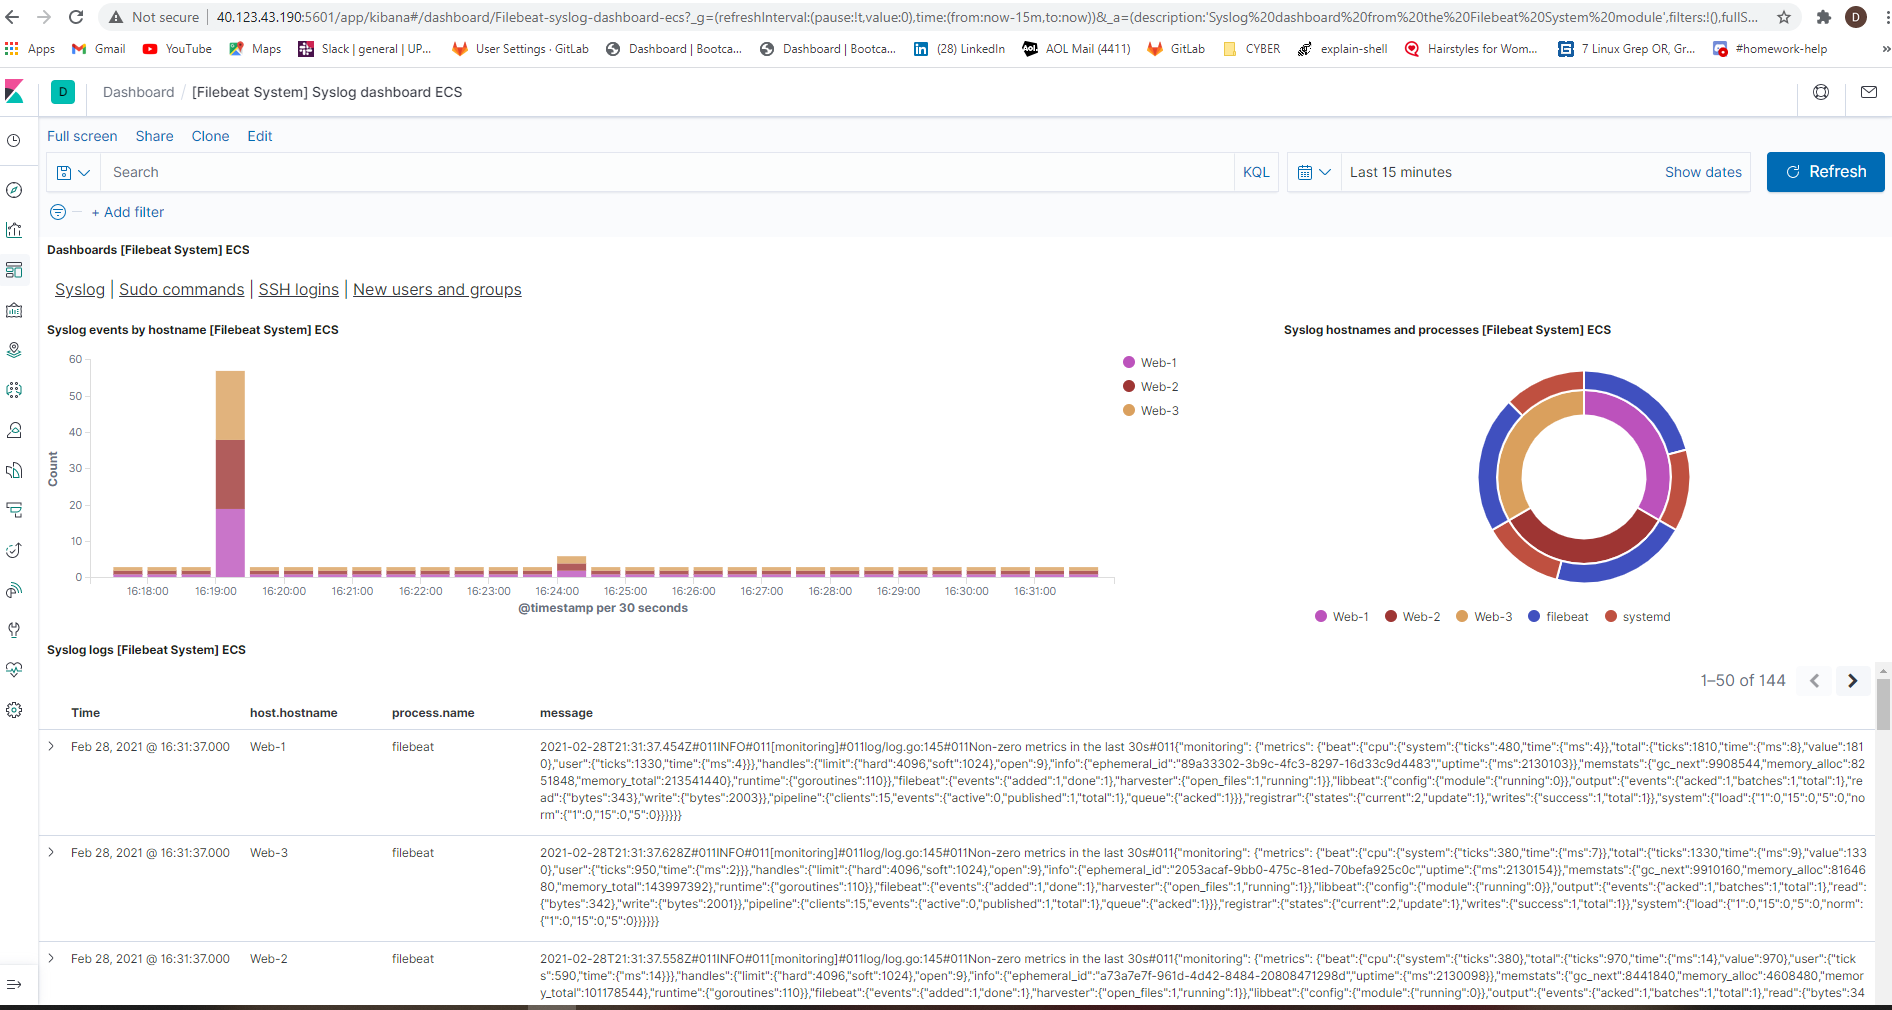 Not secure | 40.123.43.190:5601/app/kibana#/dashboard/Filebeat-syslog-dashboard-ecs?_g=(refreshInterval:(pause:!t,value:0),time:(from:now-15m,to:now))&_a=(description:'Syslog%20dashboard%20from%20the%20Filebeat%20System%20module',filters:!(),fullS... D
Apps Gmail YouTube Maps Slack | general | UP... User Settings · GitLab Dashboard | Bootca... Dashboard | Bootca... (28) LinkedIn AOL Mail (4411) GitLab CYBER explain-shell Hairstyles for Wom... 7 Linux Grep OR, Gr... #homework-help »
D Dashboard / [Filebeat System] Syslog dashboard ECS
Full screen Share Clone Edit
Search KQL Last 15 minutes Show dates Refresh
+ Add filter
Dashboards [Filebeat System] ECS
Syslog | Sudo commands | SSH logins | New users and groups
Syslog events by hostname [Filebeat System] ECS
60
50
40
30
20
10
0
Count
16:18:00 16:19:00 16:20:00 16:21:00 16:22:00 16:23:00 16:24:00 16:25:00 16:26:00 16:27:00 16:28:00 16:29:00 16:30:00 16:31:00
@timestamp per 30 seconds
Web-1
Web-2
Web-3
Syslog hostnames and processes [Filebeat System] ECS
Web-1 Web-2 Web-3 filebeat systemd
Syslog logs [Filebeat System] ECS
1–50 of 144
Time host.hostname process.name message
Feb 28, 2021 @ 16:31:37.000 Web-1 filebeat 2021-02-28T21:31:37.454Z#011INFO#011[monitoring]#011log/log.go:145#011Non-zero metrics in the last 30s#011{"monitoring": {"metrics": {"beat":{"cpu":{"system":{"ticks":480,"time":{"ms":4}},"total":{"ticks":1810,"time":{"ms":8},"value":181
0},"user":{"ticks":1330,"time":{"ms":4}}},"handles":{"limit":{"hard":4096,"soft":1024},"open":9},"info":{"ephemeral_id":"89a33302-3b9c-4fc3-8297-16d33c9d4483","uptime":{"ms":2130103}},"memstats":{"gc_next":9908544,"memory_alloc":82
51848,"memory_total":213541440},"runtime":{"goroutines":110}},"filebeat":{"events":{"added":1,"done":1},"harvester":{"open_files":1,"running":1}},"libbeat":{"config":{"module":{"running":0}},"output":{"events":{"acked":1,"batches":1,"total":1},"re
ad":{"bytes":343},"write":{"bytes":2003}},"pipeline":{"clients":15,"events":{"active":0,"published":1,"total":1},"queue":{"acked":1}}},"registrar":{"states":{"current":2,"update":1},"writes":{"success":1,"total":1}},"system":{"load":{"1":0,"15":0,"5":0,"no
rm":{"1":0,"15":0,"5":0}}}}}}
Feb 28, 2021 @ 16:31:37.000 Web-3 filebeat 2021-02-28T21:31:37.628Z#011INFO#011[monitoring]#011log/log.go:145#011Non-zero metrics in the last 30s#011{"monitoring": {"metrics": {"beat":{"cpu":{"system":{"ticks":380,"time":{"ms":7}},"total":{"ticks":1330,"time":{"ms":9},"value":133
0},"user":{"ticks":950,"time":{"ms":2}}},"handles":{"limit":{"hard":4096,"soft":1024},"open":9},"info":{"ephemeral_id":"2053acaf-9bb0-475c-81ed-70befa925c0c","uptime":{"ms":2130154}},"memstats":{"gc_next":9910160,"memory_alloc":81646
80,"memory_total":143997392},"runtime":{"goroutines":110}},"filebeat":{"events":{"added":1,"done":1},"harvester":{"open_files":1,"running":1}},"libbeat":{"config":{"module":{"running":0}},"output":{"events":{"acked":1,"batches":1,"total":1},"read":
{"bytes":342},"write":{"bytes":2001}},"pipeline":{"clients":15,"events":{"active":0,"published":1,"total":1},"queue":{"acked":1}}},"registrar":{"states":{"current":2,"update":1},"writes":{"success":1,"total":1}},"system":{"load":{"1":0,"15":0,"5":0,"norm":
{"1":0,"15":0,"5":0}}}}}}
Feb 28, 2021 @ 16:31:37.000 Web-2 filebeat 2021-02-28T21:31:37.558Z#011INFO#011[monitoring]#011log/log.go:145#011Non-zero metrics in the last 30s#011{"monitoring": {"metrics": {"beat":{"cpu":{"system":{"ticks":380},"total":{"ticks":970,"time":{"ms":14},"value":970},"user":{"tick
s":590,"time":{"ms":14}}},"handles":{"limit":{"hard":4096,"soft":1024},"open":9},"info":{"ephemeral_id":"a73a7e7f-961d-4d42-8484-20808471298d","uptime":{"ms":2130098}},"memstats":{"gc_next":8441840,"memory_alloc":4608480,"memor
y_total":101178544},"runtime":{"goroutines":110}},"filebeat":{"events":{"added":1,"done":1},"harvester":{"open_files":1,"running":1}},"libbeat":{"config":{"module":{"running":0}},"output":{"events":{"acked":1,"batches":1,"total":1},"read":{"bytes":34